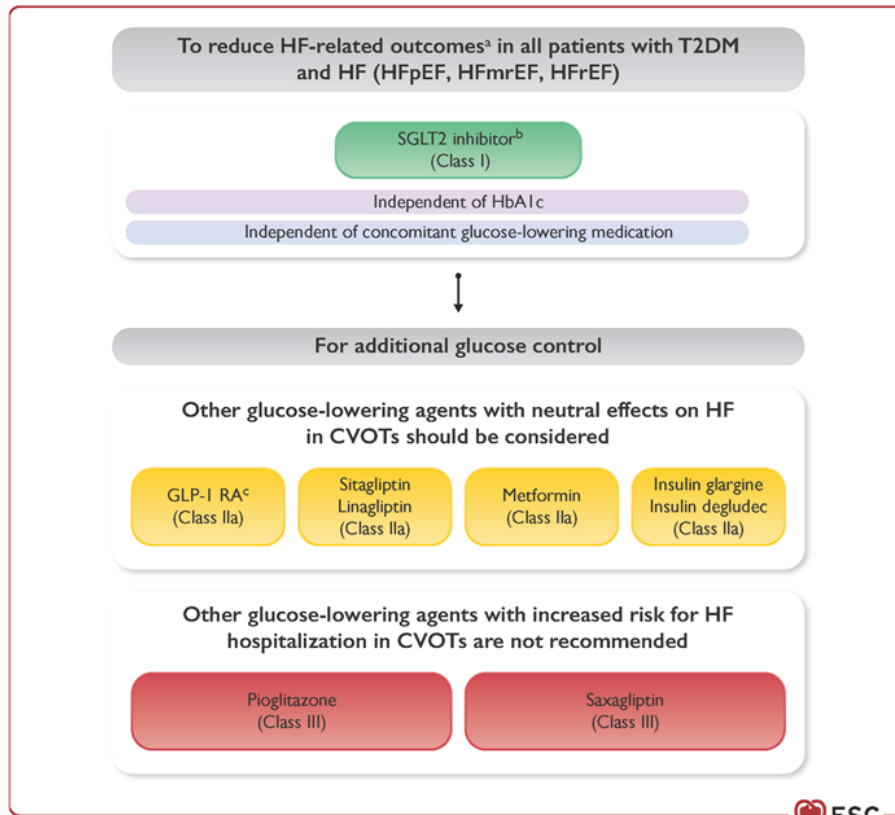 To reduce HF-related outcomesᵃ in all patients with T2DM
and HF (HFpEF, HFmrEF, HFrEF)
SGLT2 inhibitorᵇ
(Class I)
Independent of HbA1c
Independent of concomitant glucose-lowering medication
For additional glucose control
Other glucose-lowering agents with neutral effects on HF
in CVOTs should be considered
GLP-1 RAᶜ
(Class IIa)
Sitagliptin
Linagliptin
(Class IIa)
Metformin
(Class IIa)
Insulin glargine
Insulin degludec
(Class IIa)
Other glucose-lowering agents with increased risk for HF
hospitalization in CVOTs are not recommended
Pioglitazone
(Class III)
Saxagliptin
(Class III)
ESC